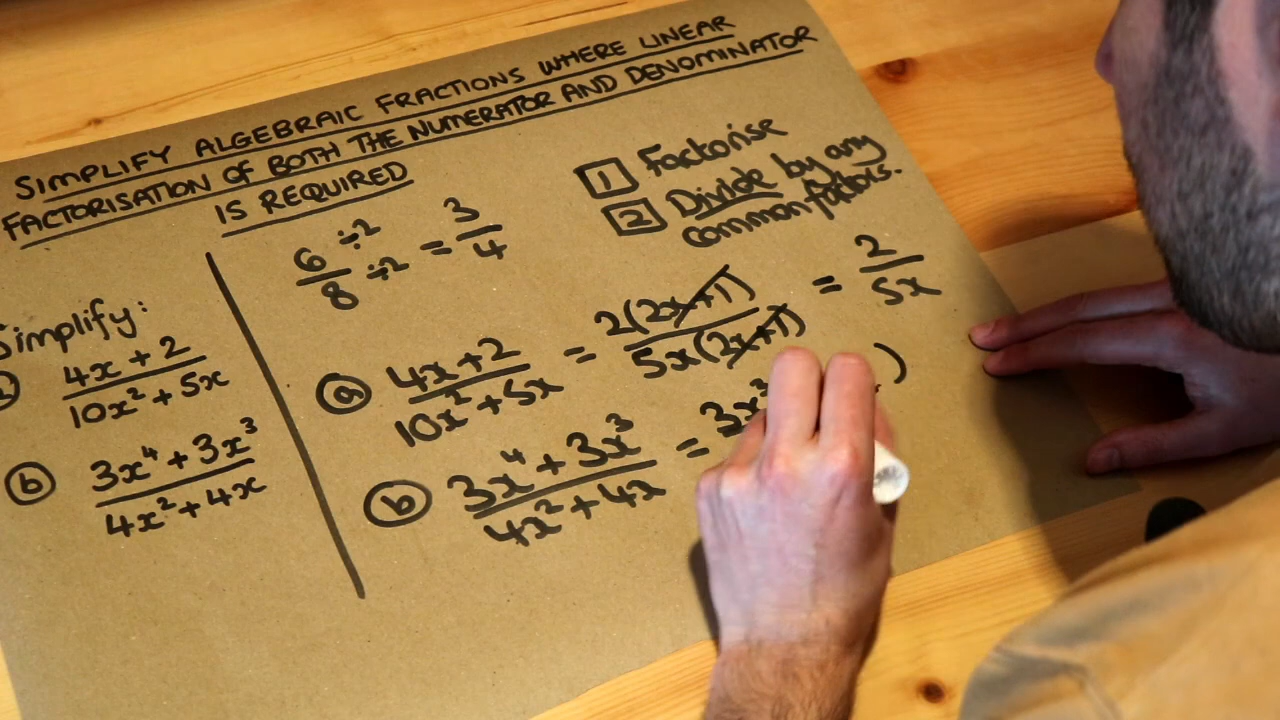 SIMPLIFY ALGEBRAIC FRACTIONS WHERE LINEAR
FACTORISATION OF BOTH THE NUMERATOR AND DENOMINATOR
IS REQUIRED
Simplify:
4x + 2
10x² + 5x
b 3x⁴ + 3x³
4x² + 4x
6 ÷2 = 3
8 ÷2 4
1 Factorise
2 Divide by any
common factors.
a 4x + 2 = 2(2x+1) = 2
10x² + 5x 5x(2x+1) 5x
b 3x⁴ + 3x³ = 3x³ )
4x² + 4x